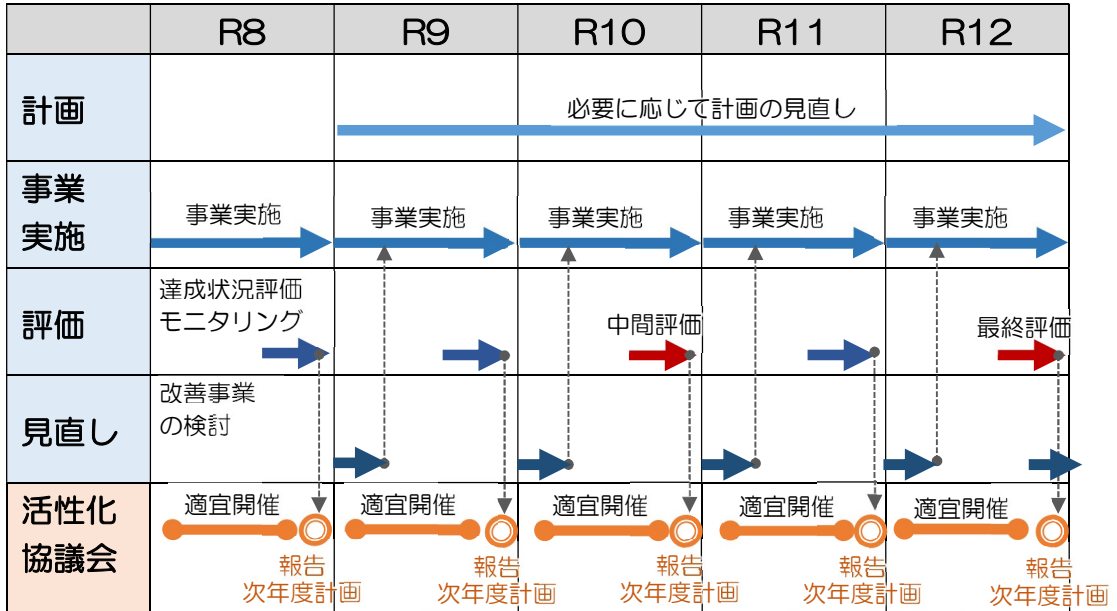 R8 R9 R10 R11 R12
計画
必要に応じて計画の見直し
事業
実施
事業実施 事業実施 事業実施 事業実施 事業実施
評価
達成状況評価
モニタリング
中間評価
最終評価
見直し
改善事業
の検討
活性化
協議会
適宜開催 適宜開催 適宜開催 適宜開催 適宜開催
報告 報告 報告 報告 報告
次年度計画 次年度計画 次年度計画 次年度計画 次年度計画